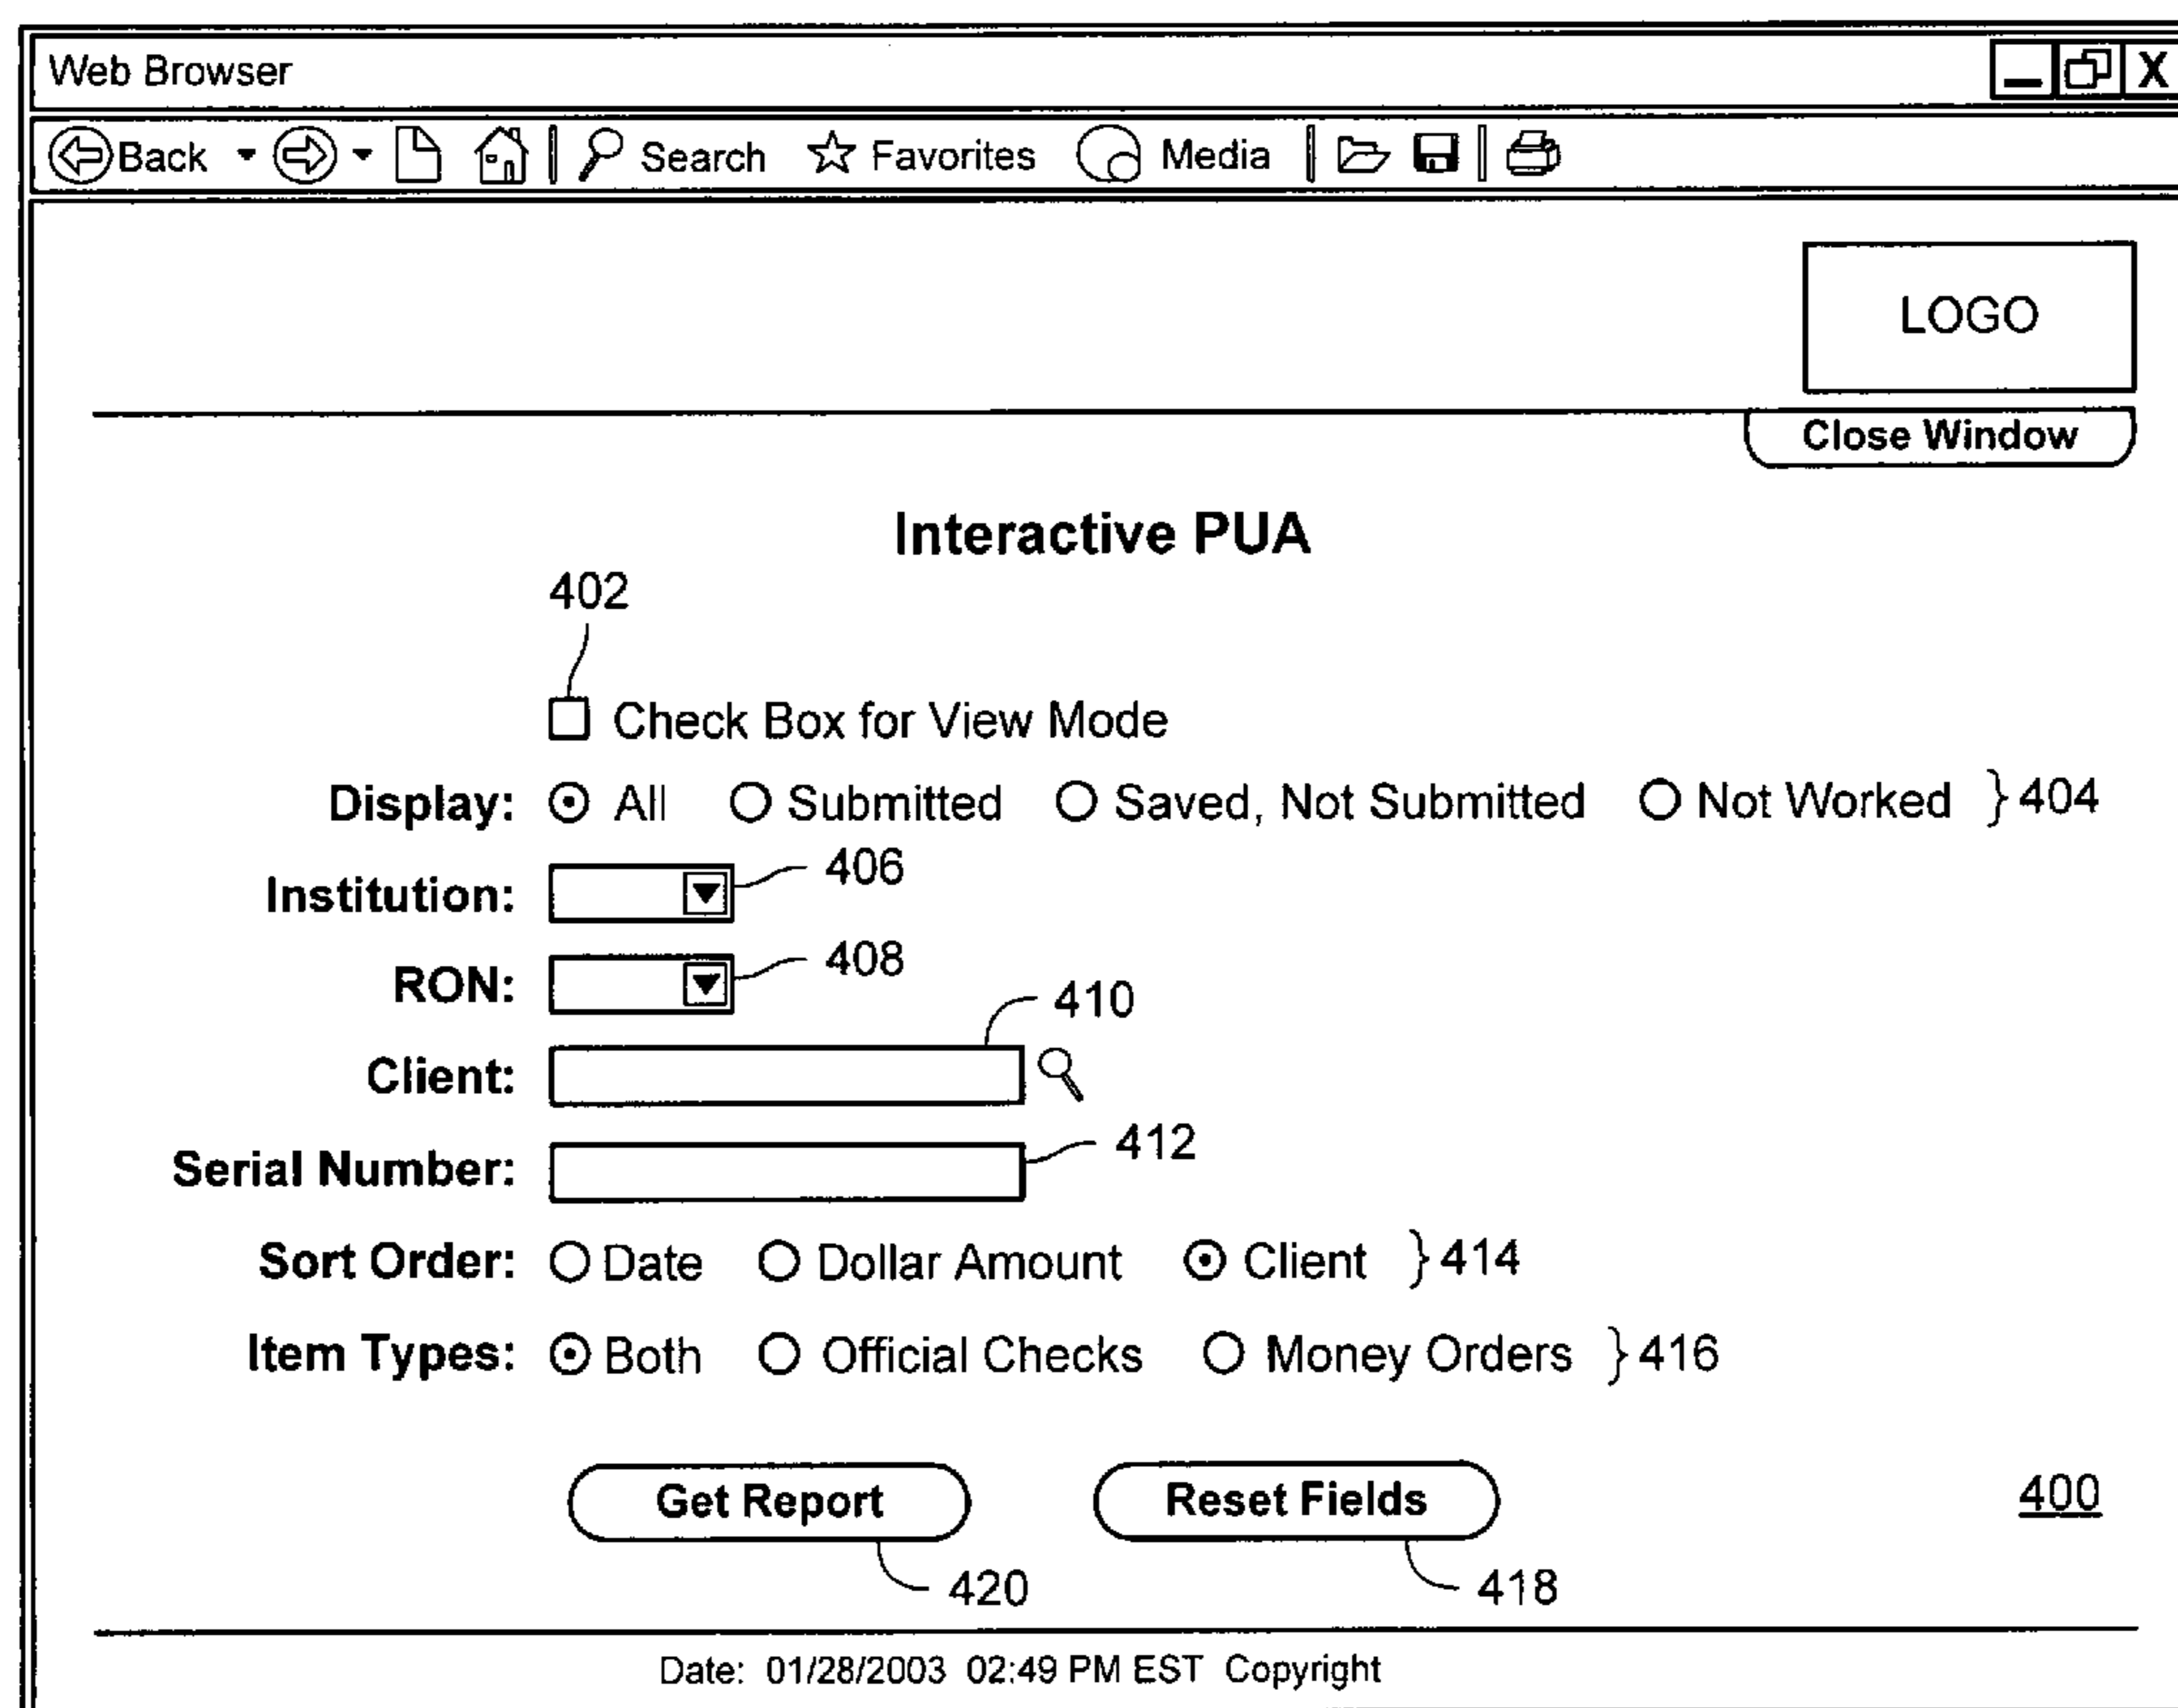 Web Browser X
Back Search Favorites Media
LOGO
Close Window
Interactive PUA
402
Check Box for View Mode
Display: All Submitted Saved, Not Submitted Not Worked } 404
Institution: 406
RON: 408
410
Client:
Serial Number: 412
Sort Order: Date Dollar Amount Client } 414
Item Types: Both Official Checks Money Orders } 416
Get Report Reset Fields 400
420 418
Date: 01/28/2003 02:49 PM EST Copyright